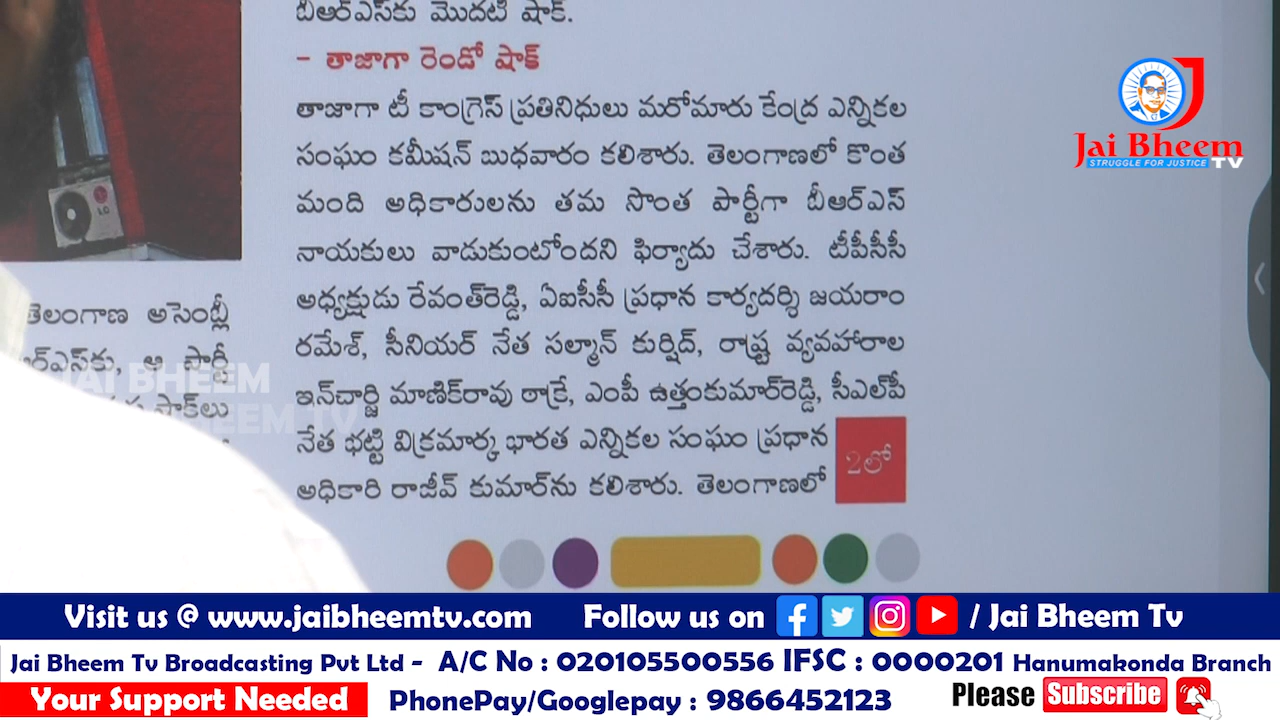 బీఆర్ఎస్‌కు మొదటి షాక్.
- తాజాగా రెండో షాక్
తాజాగా టీ కాంగ్రెస్ ప్రతినిధులు మరోమారు కేంద్ర ఎన్నికల
సంఘం కమీషన్ బుధవారం కలిశారు. తెలంగాణలో కొంత
మంది అధికారులను తమ సొంత పార్టీగా బీఆర్ఎస్
నాయకులు వాడుకుంటోందని ఫిర్యాదు చేశారు. టీపీసీసీ
అధ్యక్షుడు రేవంత్‌రెడ్డి, ఏఐసీసీ ప్రధాన కార్యదర్శి జయరాం
రమేశ్, సీనియర్ నేత సల్మాన్ కుర్షిద్, రాష్ట్ర వ్యవహారాల
ఇన్‌చార్జి మాణిక్‌రావు ఠాక్రే, ఎంపీ ఉత్తంకుమార్‌రెడ్డి, సీఎల్‌పీ
నేత భట్టి విక్రమార్క భారత ఎన్నికల సంఘం ప్రధాన
అధికారి రాజీవ్ కుమార్‌ను కలిశారు. తెలంగాణలో
2లో
తెలంగాణ అసెంబ్లీ
ఆ పార్టీ
షాక్‌లు
JAI BHEEM
BHEEM TV
LG
Jai Bheem
STRUGGLE FOR JUSTICE TV
Visit us @ www.jaibheemtv.com Follow us on / Jai Bheem Tv
Jai Bheem Tv Broadcasting Pvt Ltd - A/C No : 020105500556 IFSC : 0000201 Hanumakonda Branch
Your Support Needed PhonePay/Googlepay : 9866452123 Please Subscribe